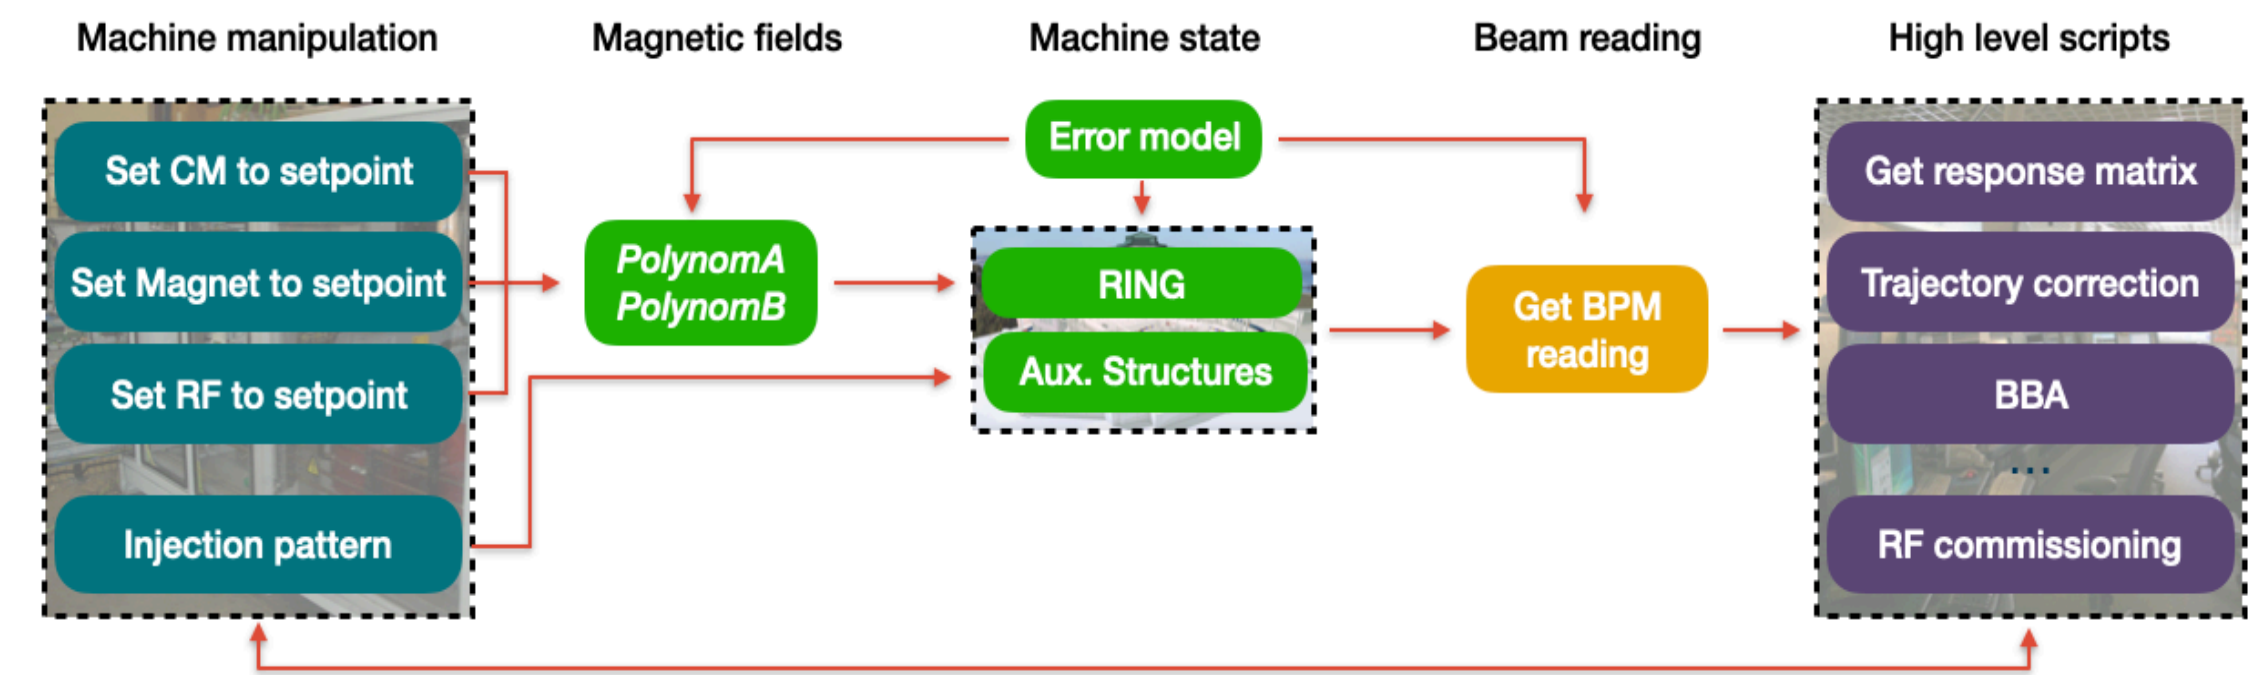 Machine manipulation
Magnetic fields
Machine state
Beam reading
High level scripts
Set CM to setpoint
Set Magnet to setpoint
Set RF to setpoint
Injection pattern
PolynomA
PolynomB
Error model
RING
Aux. Structures
Get BPM
reading
Get response matrix
Trajectory correction
BBA
...
RF commissioning